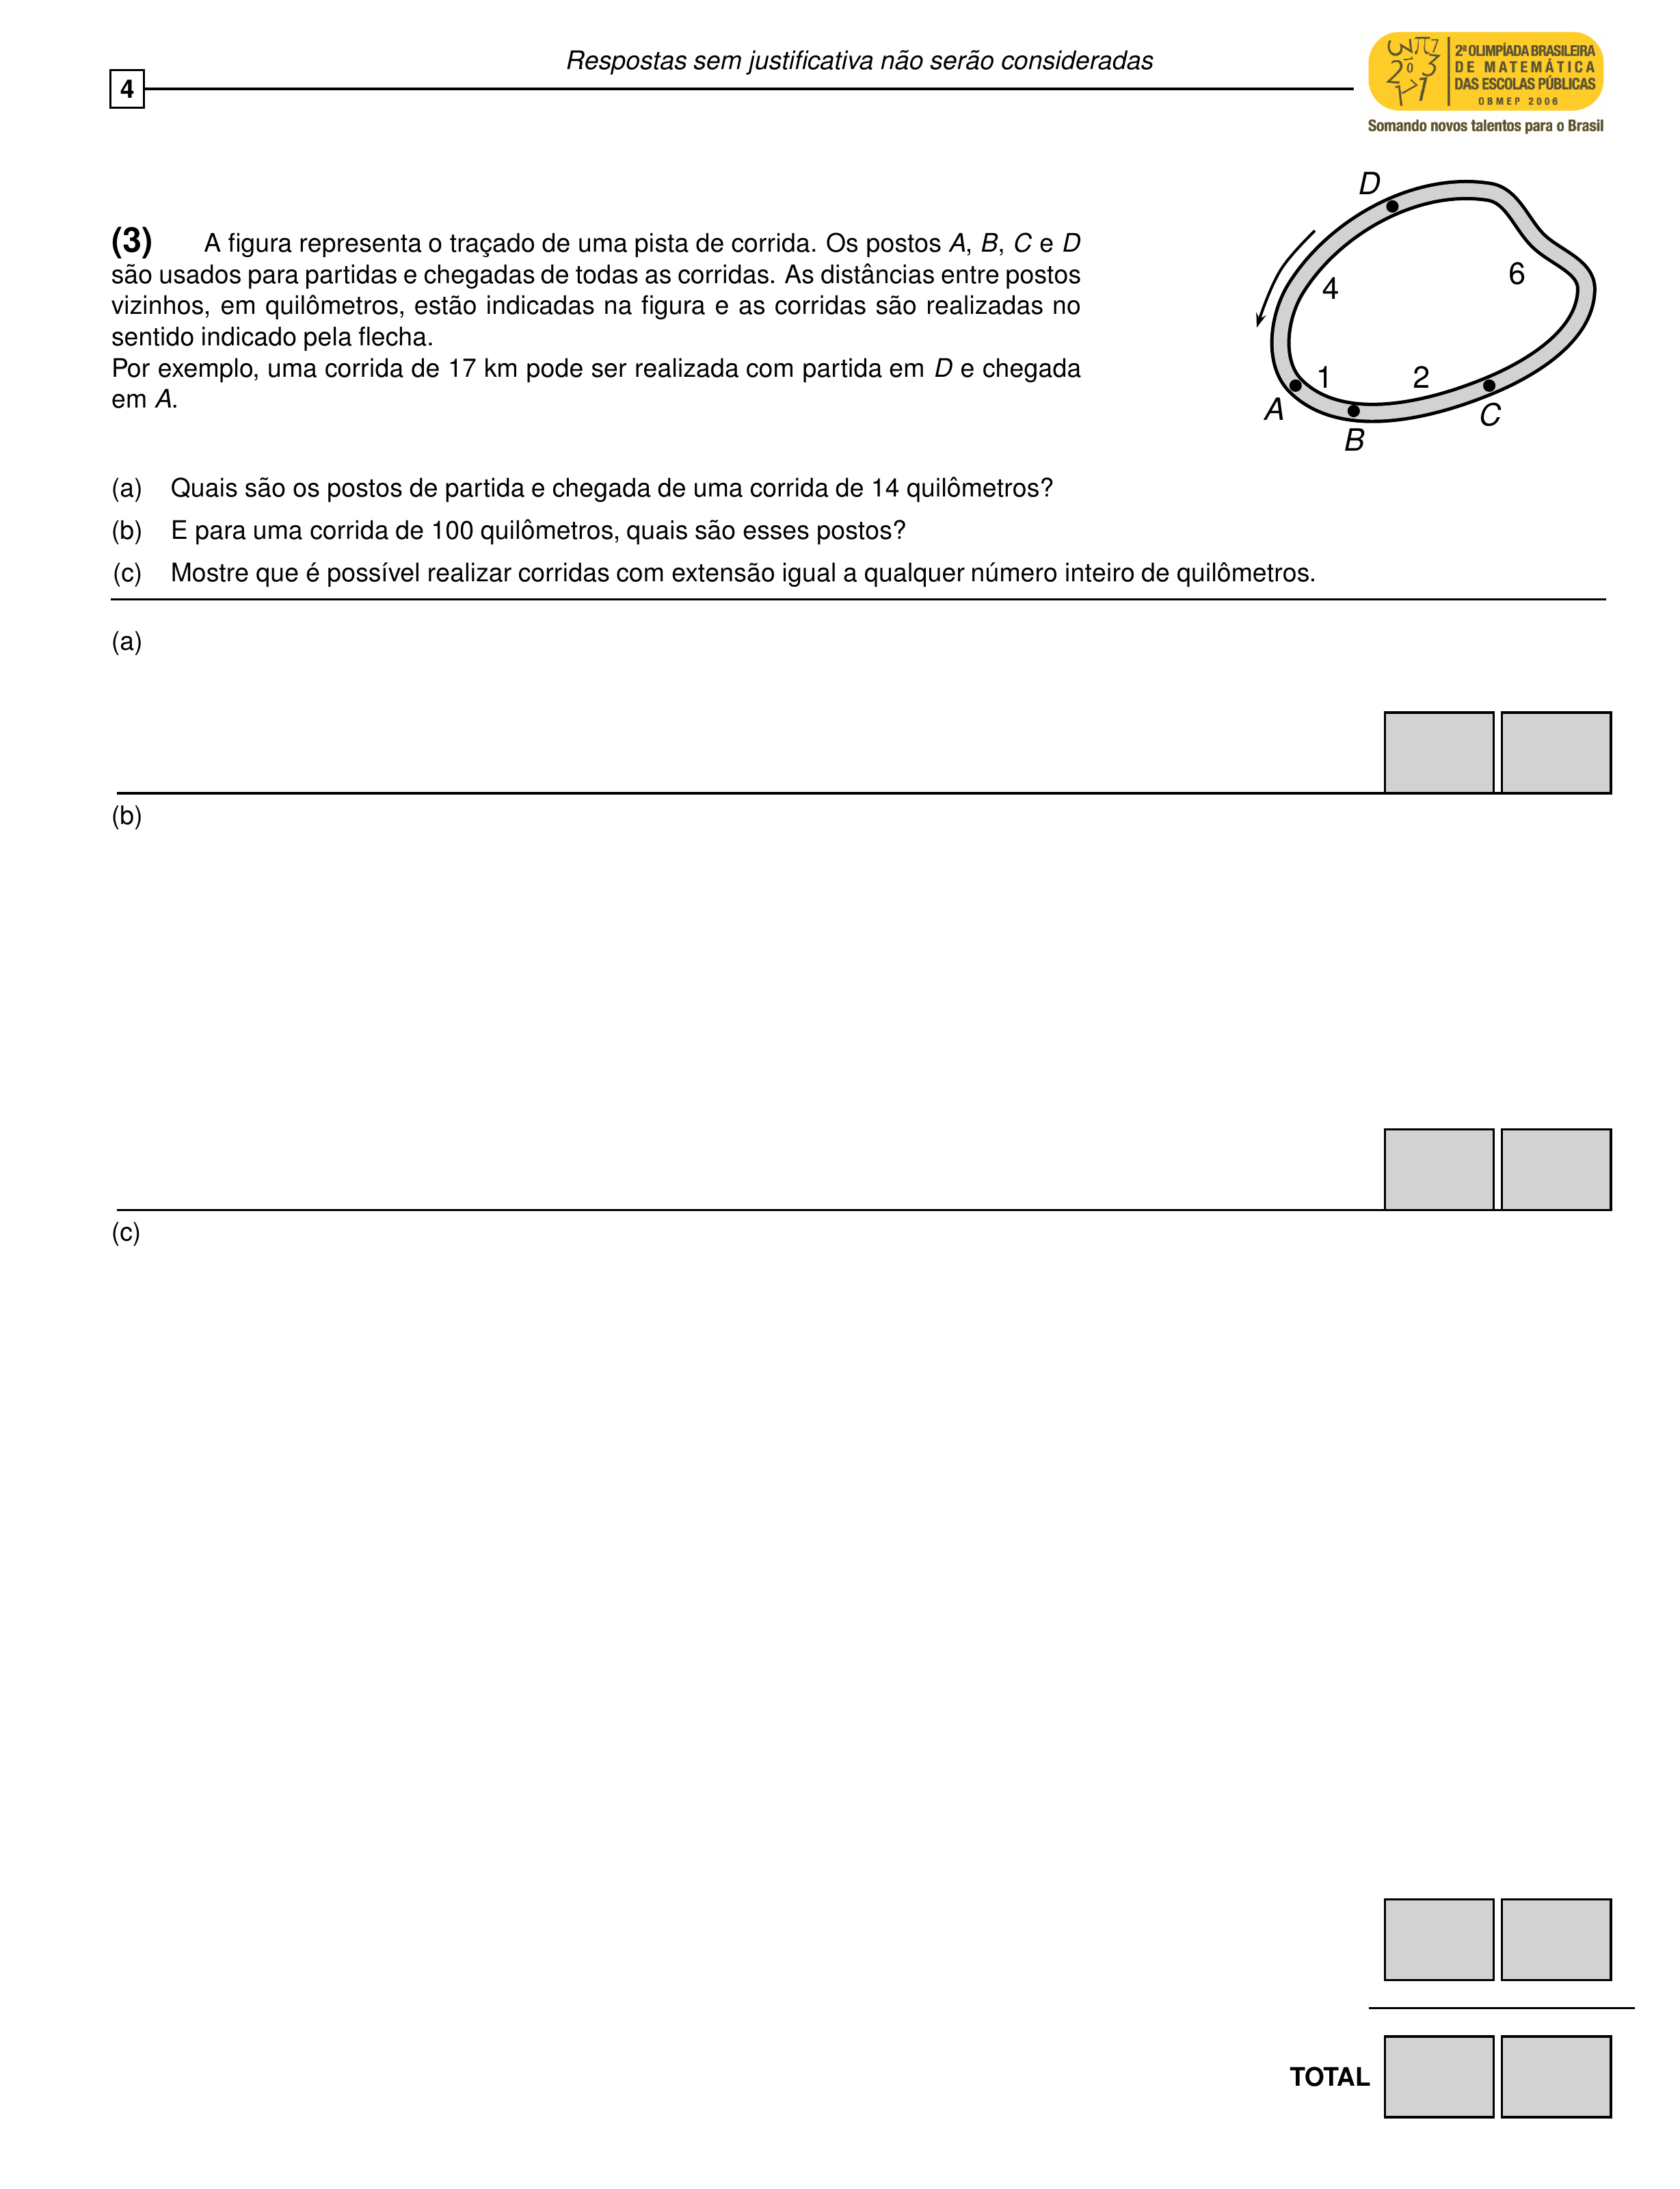 Respostas sem justificativa não serão consideradas
4
2ª OLIMPÍADA BRASILEIRA
DE MATEMÁTICA
DAS ESCOLAS PÚBLICAS
OBMEP 2006
Somando novos talentos para o Brasil
(3) A figura representa o traçado de uma pista de corrida. Os postos A, B, C e D
são usados para partidas e chegadas de todas as corridas. As distâncias entre postos
vizinhos, em quilômetros, estão indicadas na figura e as corridas são realizadas no
sentido indicado pela flecha.
Por exemplo, uma corrida de 17 km pode ser realizada com partida em D e chegada
em A.
D
4
6
1
2
A
B
C
(a) Quais são os postos de partida e chegada de uma corrida de 14 quilômetros?
(b) E para uma corrida de 100 quilômetros, quais são esses postos?
(c) Mostre que é possível realizar corridas com extensão igual a qualquer número inteiro de quilômetros.
(a)
(b)
(c)
TOTAL